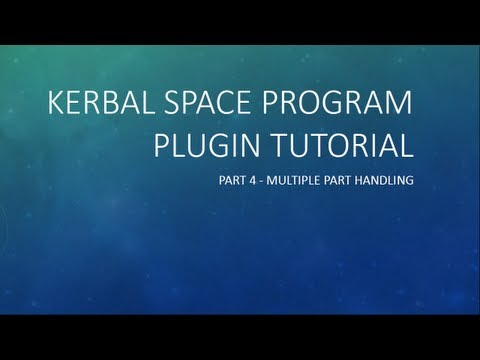 KERBAL SPACE PROGRAM
PLUGIN TUTORIAL
PART 4 - MULTIPLE PART HANDLING